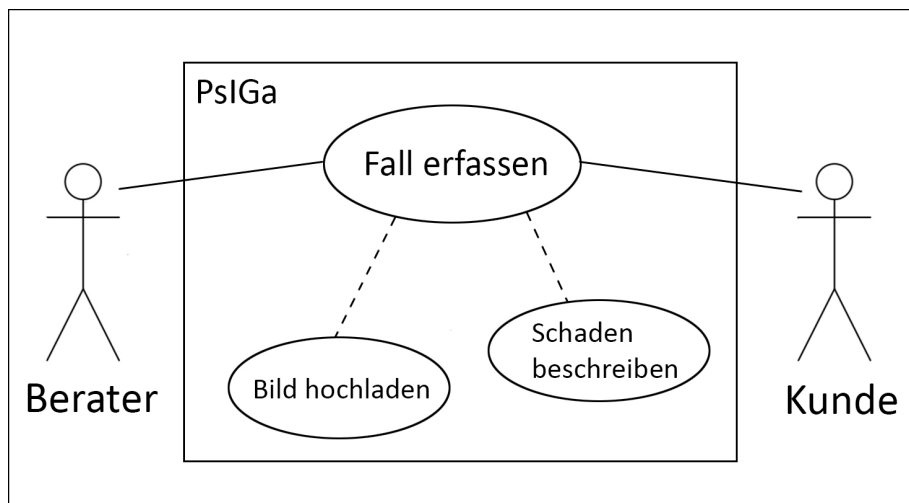 PsIGa
Fall erfassen
Schaden
beschreiben
Bild hochladen
Berater
Kunde